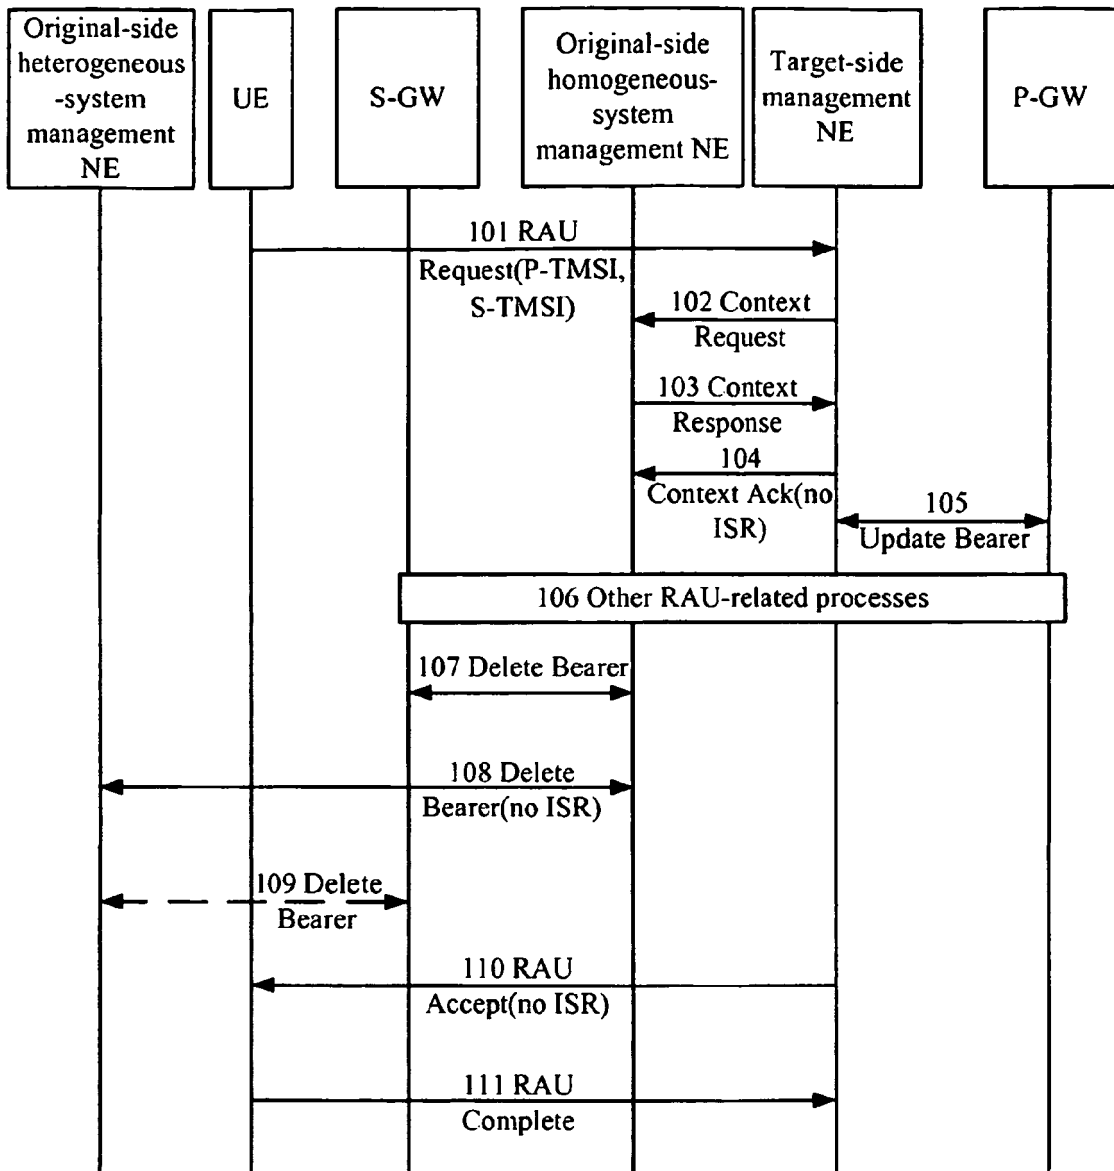 Original-side
heterogeneous
-system
management
NE
UE
S-GW
Original-side
homogeneous-
system
management NE
Target-side
management
NE
P-GW
101 RAU
Request(P-TMSI,
S-TMSI)
102 Context
Request
103 Context
Response
104
Context Ack(no
ISR)
105
Update Bearer
106 Other RAU-related processes
107 Delete Bearer
108 Delete
Bearer(no ISR)
109 Delete
Bearer
110 RAU
Accept(no ISR)
111 RAU
Complete